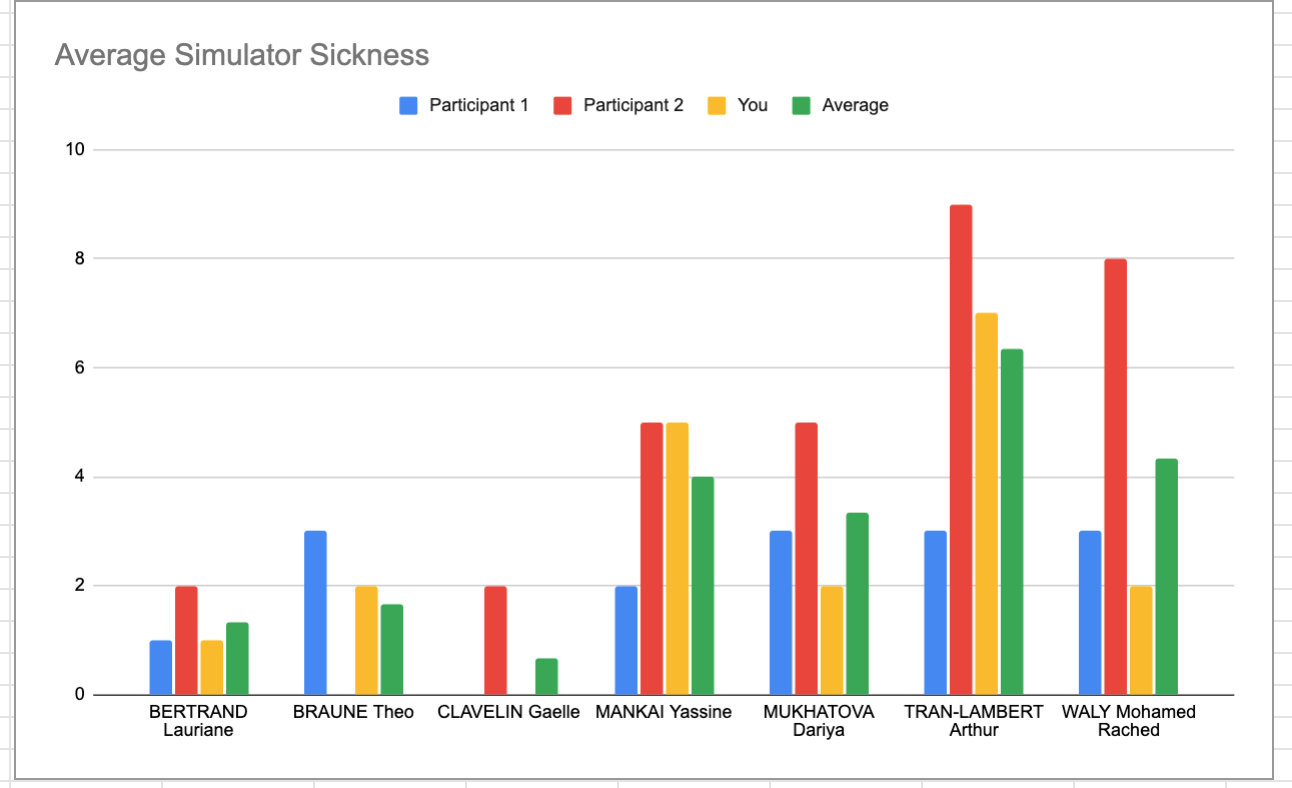 Average Simulator Sickness
Participant 1 Participant 2 You Average
10
8
6
4
2
0
BERTRAND Lauriane
BRAUNE Theo
CLAVELIN Gaelle
MANKAI Yassine
MUKHATOVA Dariya
TRAN-LAMBERT Arthur
WALY Mohamed Rached